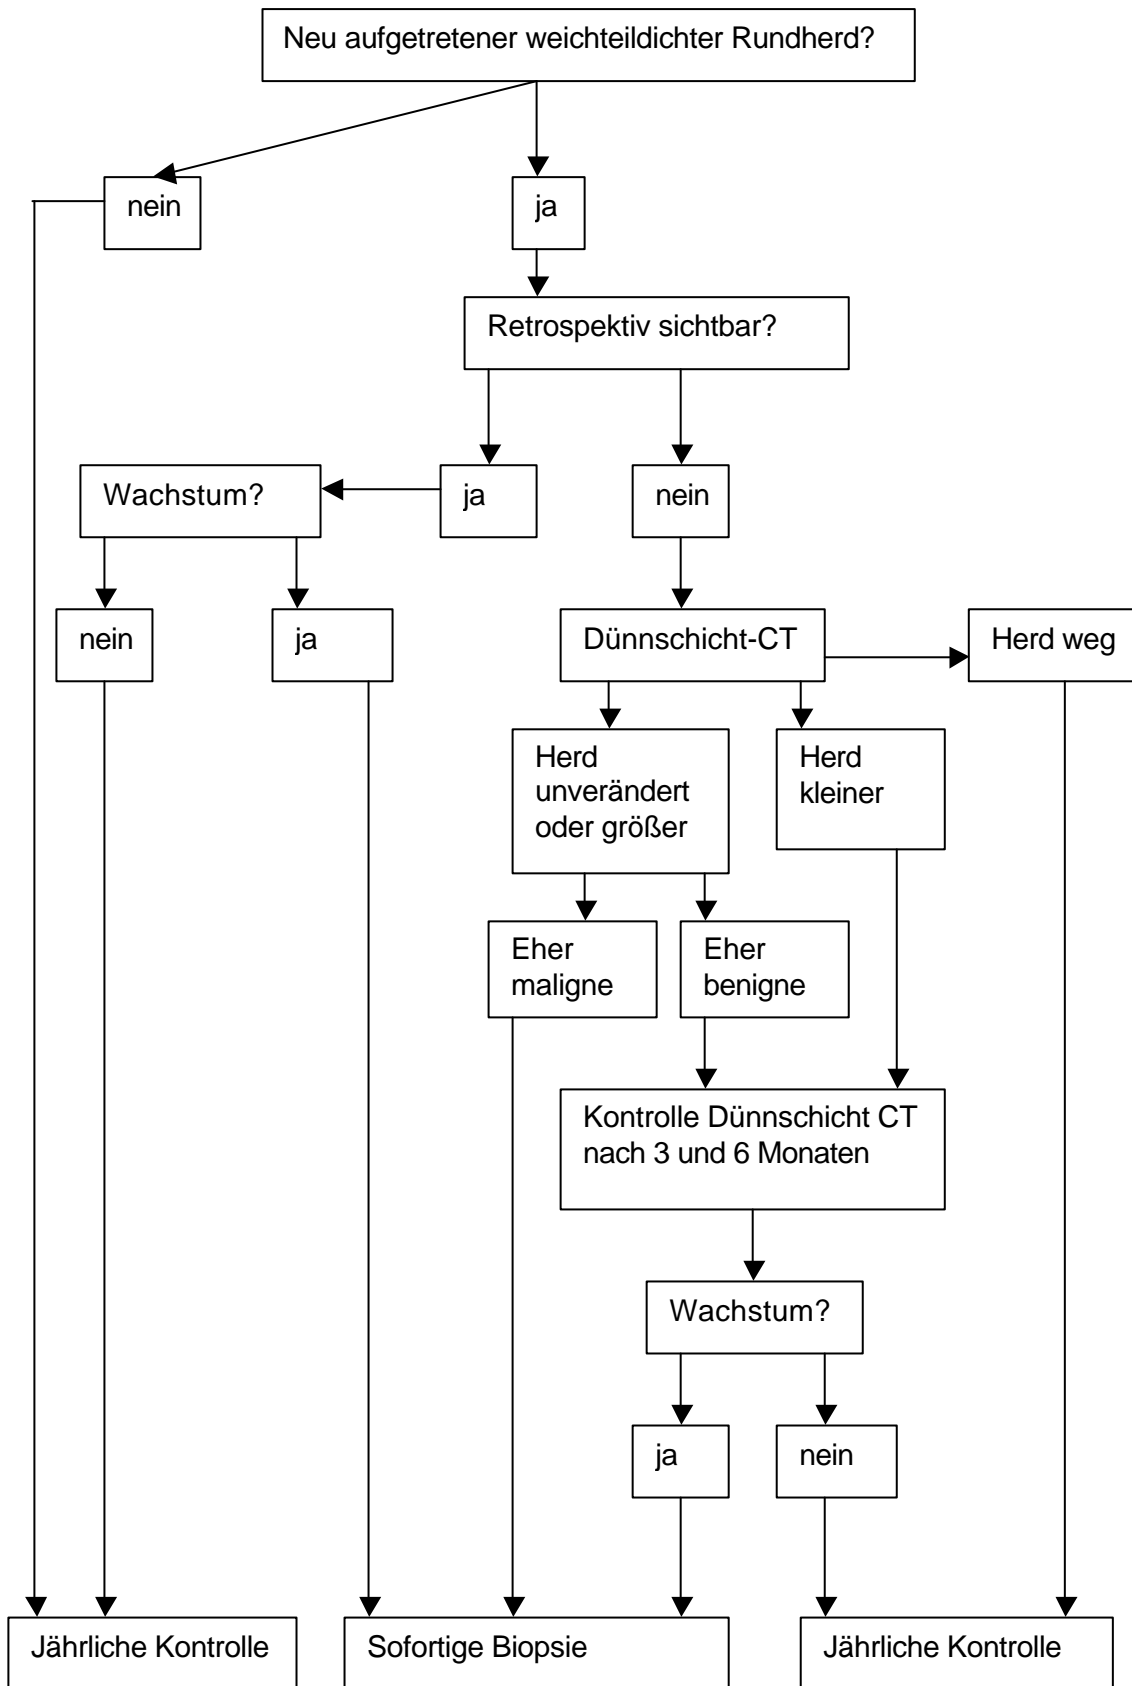 Neu aufgetretener weichteildichter Rundherd?
nein
ja
Retrospektiv sichtbar?
Wachstum?
ja
nein
nein
ja
Dünnschicht-CT
Herd weg
Herd
unverändert
oder größer
Herd
kleiner
Eher
maligne
Eher
benigne
Kontrolle Dünnschicht CT
nach 3 und 6 Monaten
Wachstum?
ja
nein
Jährliche Kontrolle
Sofortige Biopsie
Jährliche Kontrolle